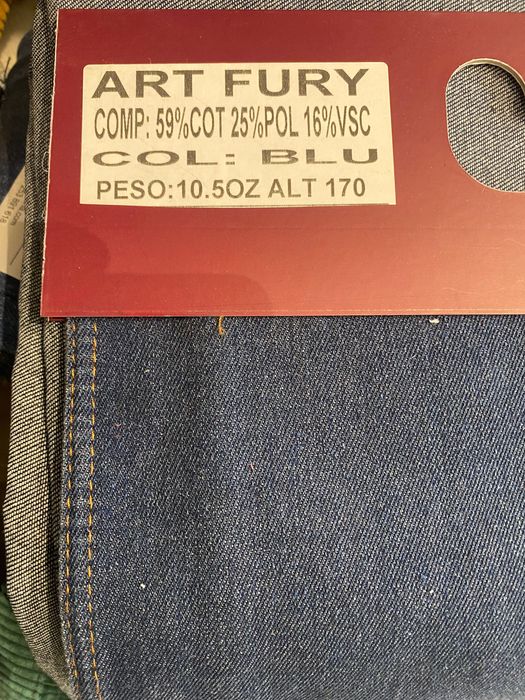 ART FURY
COMP: 59%COT 25%POL 16%VSC
COL: BLU
PESO:10.5OZ ALT 170